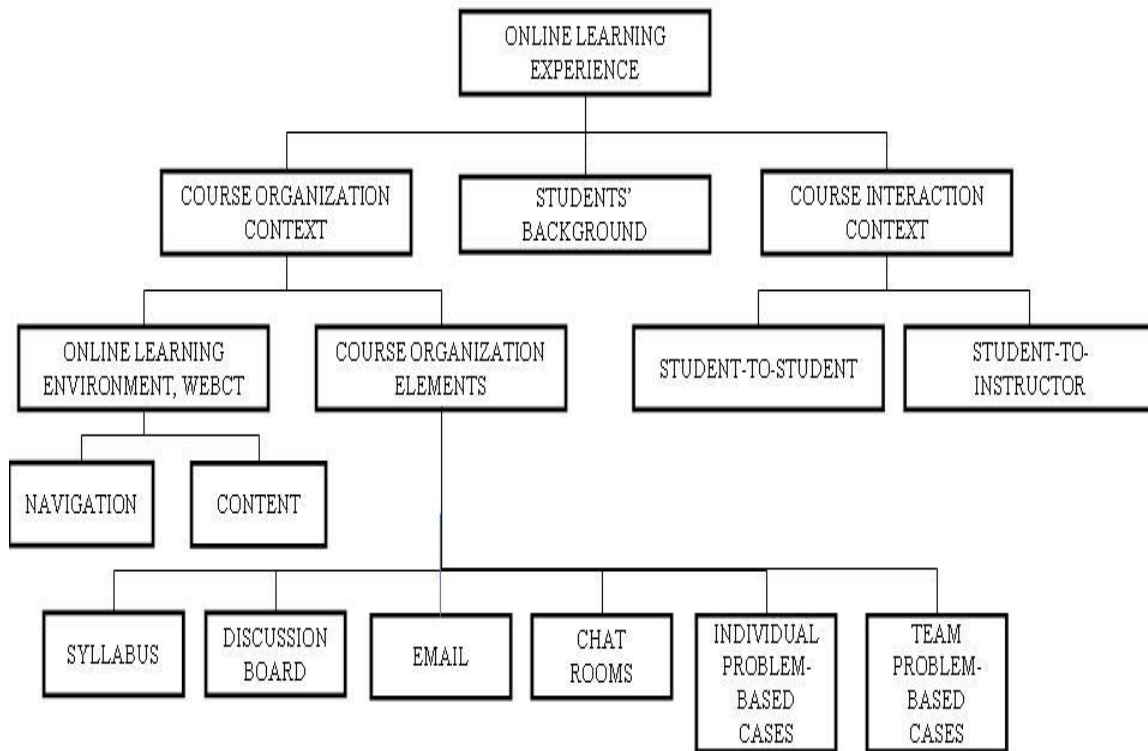 ONLINE LEARNING
EXPERIENCE
COURSE ORGANIZATION
CONTEXT
STUDENTS'
BACKGROUND
COURSE INTERACTION
CONTEXT
ONLINE LEARNING
ENVIRONMENT, WEBCT
COURSE ORGANIZATION
ELEMENTS
STUDENT-TO-STUDENT
STUDENT-TO-
INSTRUCTOR
NAVIGATION
CONTENT
SYLLABUS
DISCUSSION
BOARD
EMAIL
CHAT
ROOMS
INDIVIDUAL
PROBLEM-
BASED
CASES
TEAM
PROBLEM-
BASED
CASES